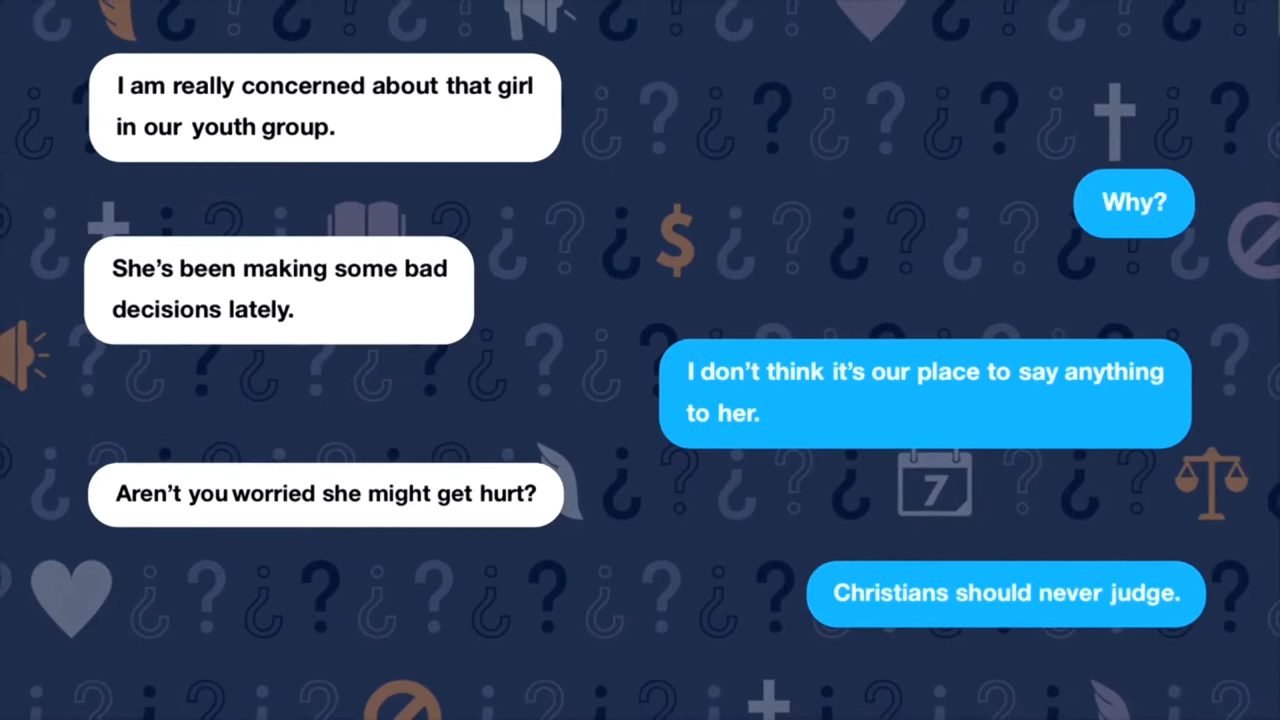 I am really concerned about that girl
in our youth group.
Why?
She’s been making some bad
decisions lately.
I don’t think it’s our place to say anything
to her.
Aren’t you worried she might get hurt?
7
Christians should never judge.